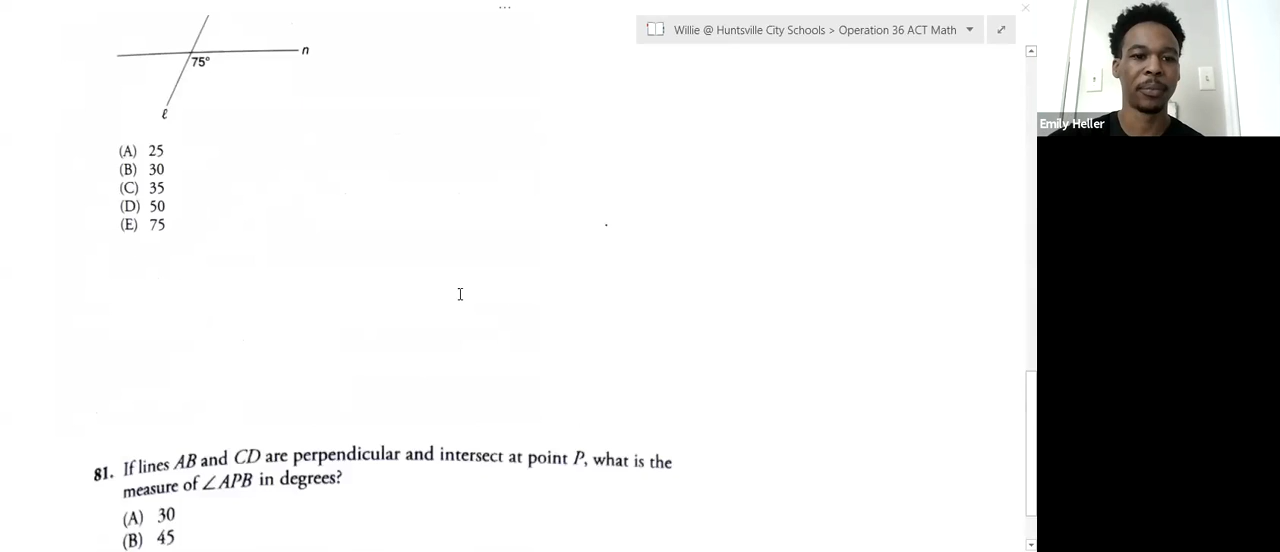 Willie @ Huntsville City Schools > Operation 36 ACT Math
n
75°
ℓ
(A) 25
(B) 30
(C) 35
(D) 50
(E) 75
Emily Heller
81. If lines AB and CD are perpendicular and intersect at point P, what is the
measure of ∠APB in degrees?
(A) 30
(B) 45